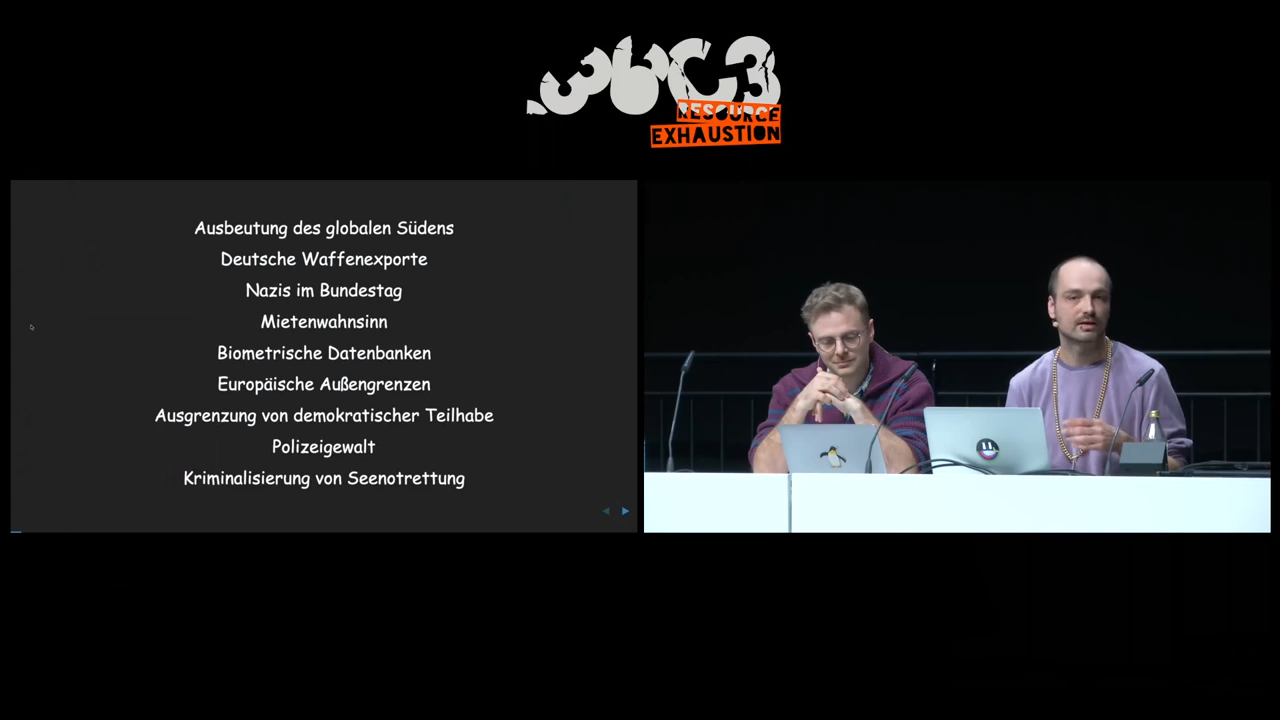 36C3
RESOURCE
EXHAUSTION
Ausbeutung des globalen Südens
Deutsche Waffenexporte
Nazis im Bundestag
Mietenwahnsinn
Biometrische Datenbanken
Europäische Außengrenzen
Ausgrenzung von demokratischer Teilhabe
Polizeigewalt
Kriminalisierung von Seenotrettung